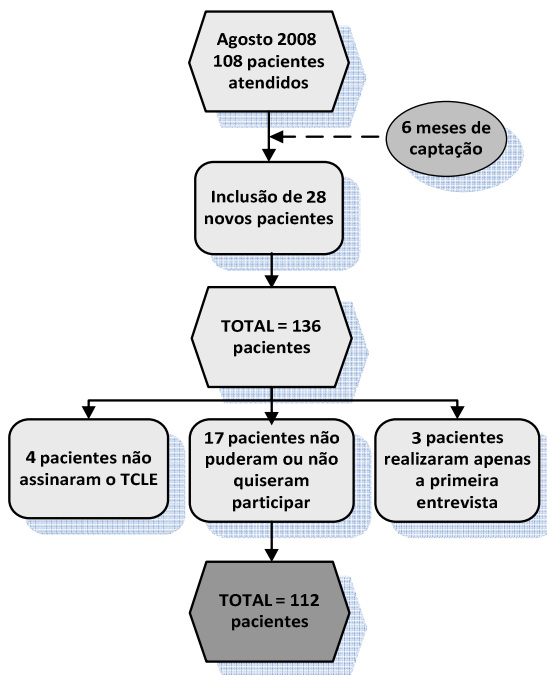 Agosto 2008
108 pacientes
atendidos
6 meses de
captação
Inclusão de 28
novos pacientes
TOTAL = 136
pacientes
4 pacientes não
assinaram o TCLE
17 pacientes não
puderam ou não
quiseram
participar
3 pacientes
realizaram apenas
a primeira
entrevista
TOTAL = 112
pacientes